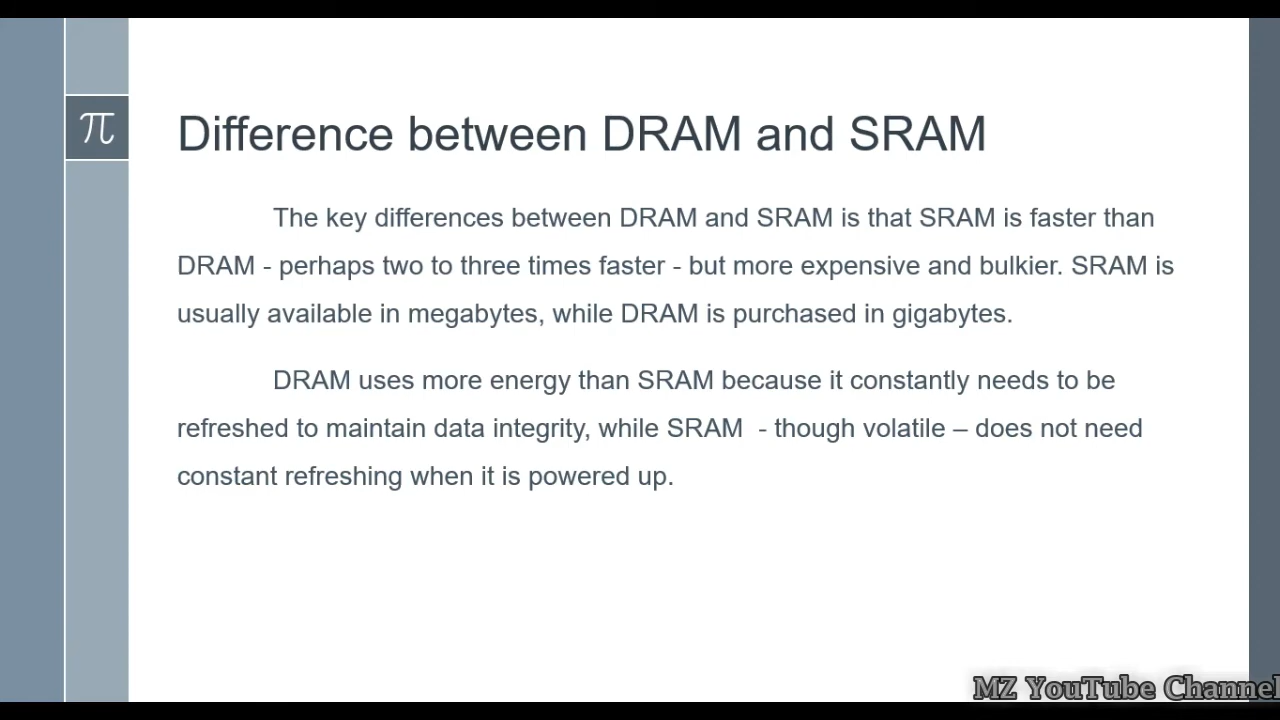 π
Difference between DRAM and SRAM
The key differences between DRAM and SRAM is that SRAM is faster than
DRAM - perhaps two to three times faster - but more expensive and bulkier. SRAM is
usually available in megabytes, while DRAM is purchased in gigabytes.
DRAM uses more energy than SRAM because it constantly needs to be
refreshed to maintain data integrity, while SRAM  - though volatile – does not need
constant refreshing when it is powered up.
MZ YouTube Channel